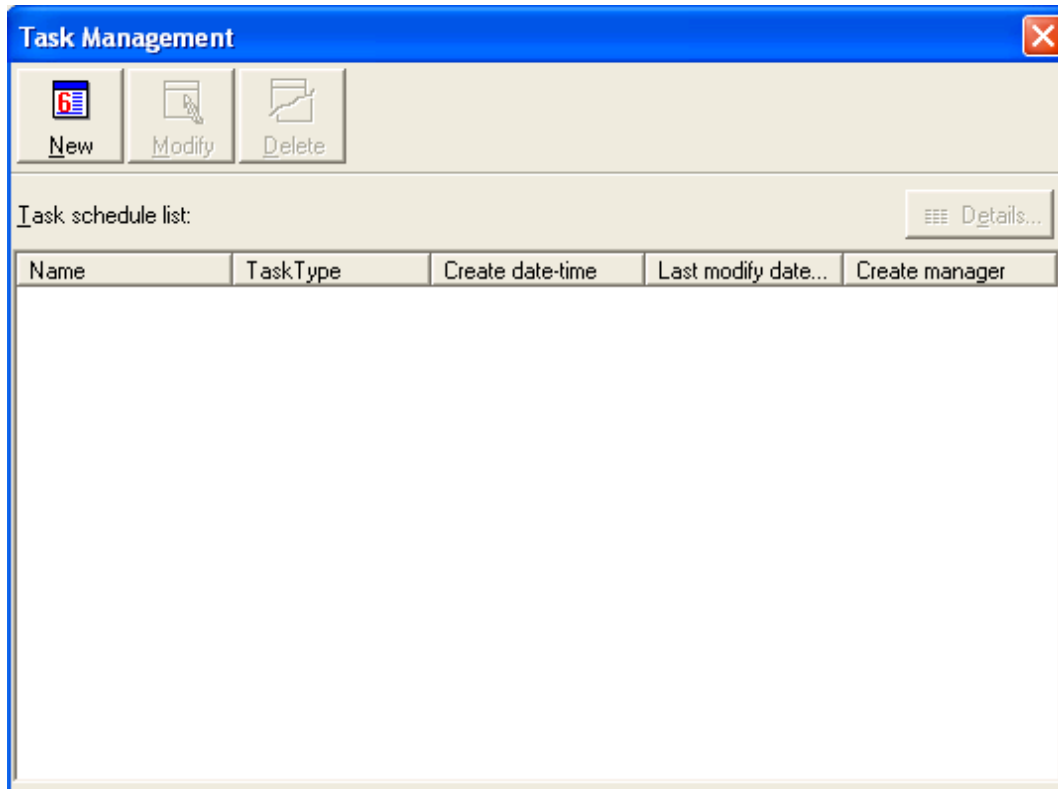 Task Management
6
New Modify Delete
Task schedule list: Details...
Name TaskType Create date-time Last modify date... Create manager